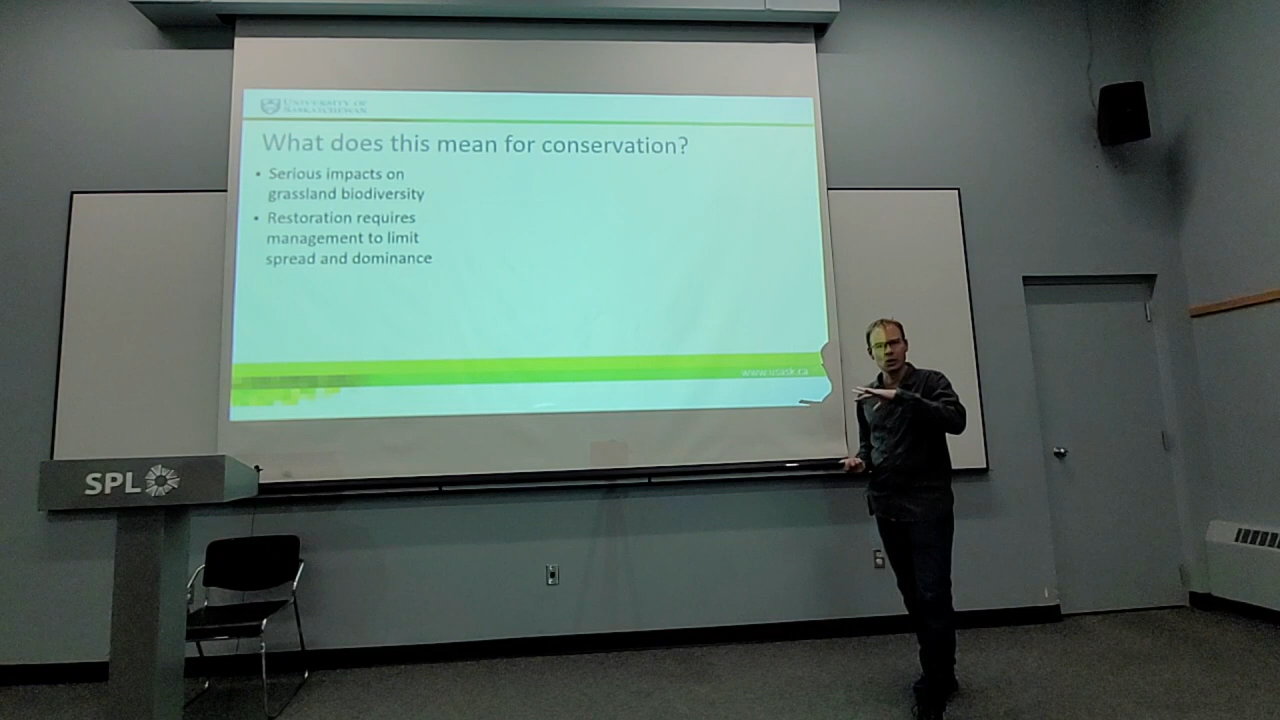 UNIVERSITY OF
SASKATCHEWAN
What does this mean for conservation?
• Serious impacts on
grassland biodiversity
• Restoration requires
management to limit
spread and dominance
www.usask.ca
SPL